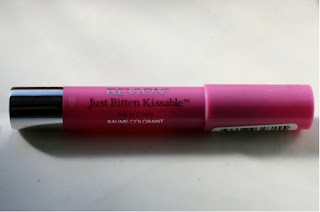 REVLON
Just Bitten Kissable™
BAUME COLORANT